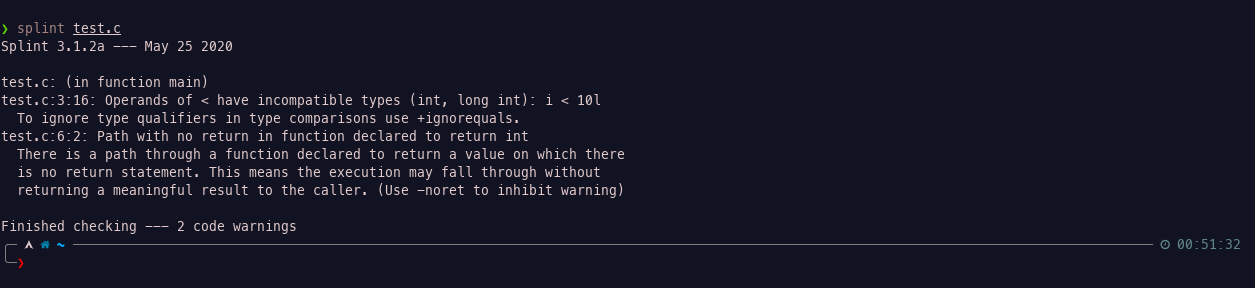 ❯ splint test.c
Splint 3.1.2a --- May 25 2020
test.c: (in function main)
test.c:3:16: Operands of < have incompatible types (int, long int): i < 10l
  To ignore type qualifiers in type comparisons use +ignorequals.
test.c:6:2: Path with no return in function declared to return int
  There is a path through a function declared to return a value on which there
  is no return statement. This means the execution may fall through without
  returning a meaningful result to the caller. (Use -noret to inhibit warning)
Finished checking --- 2 code warnings
~ 00:51:32
❯